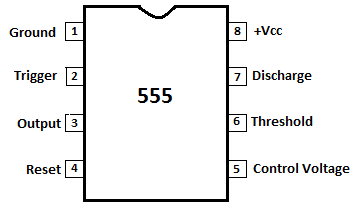 Ground 1 8 +Vcc
Trigger 2 7 Discharge
555
Output 3 6 Threshold
Reset 4 5 Control Voltage